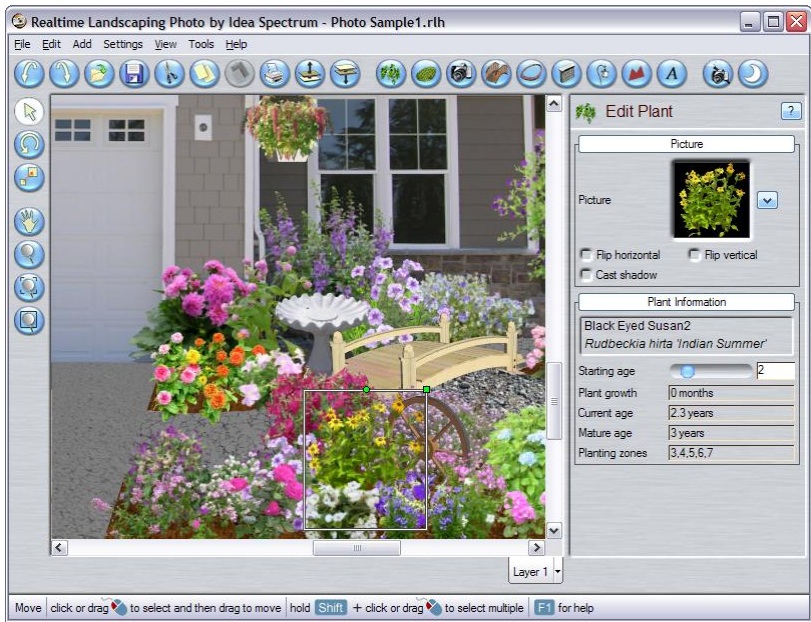 Realtime Landscaping Photo by Idea Spectrum - Photo Sample1.rlh
File Edit Add Settings View Tools Help
A
Edit Plant
?
Picture
Picture
Flip horizontal Flip vertical
Cast shadow
Plant Information
Black Eyed Susan2
Rudbeckia hirta 'Indian Summer'
Starting age 2
Plant growth 0 months
Current age 2.3 years
Mature age 3 years
Planting zones 3,4,5,6,7
Layer 1
Move click or drag to select and then drag to move hold Shift + click or drag to select multiple F1 for help